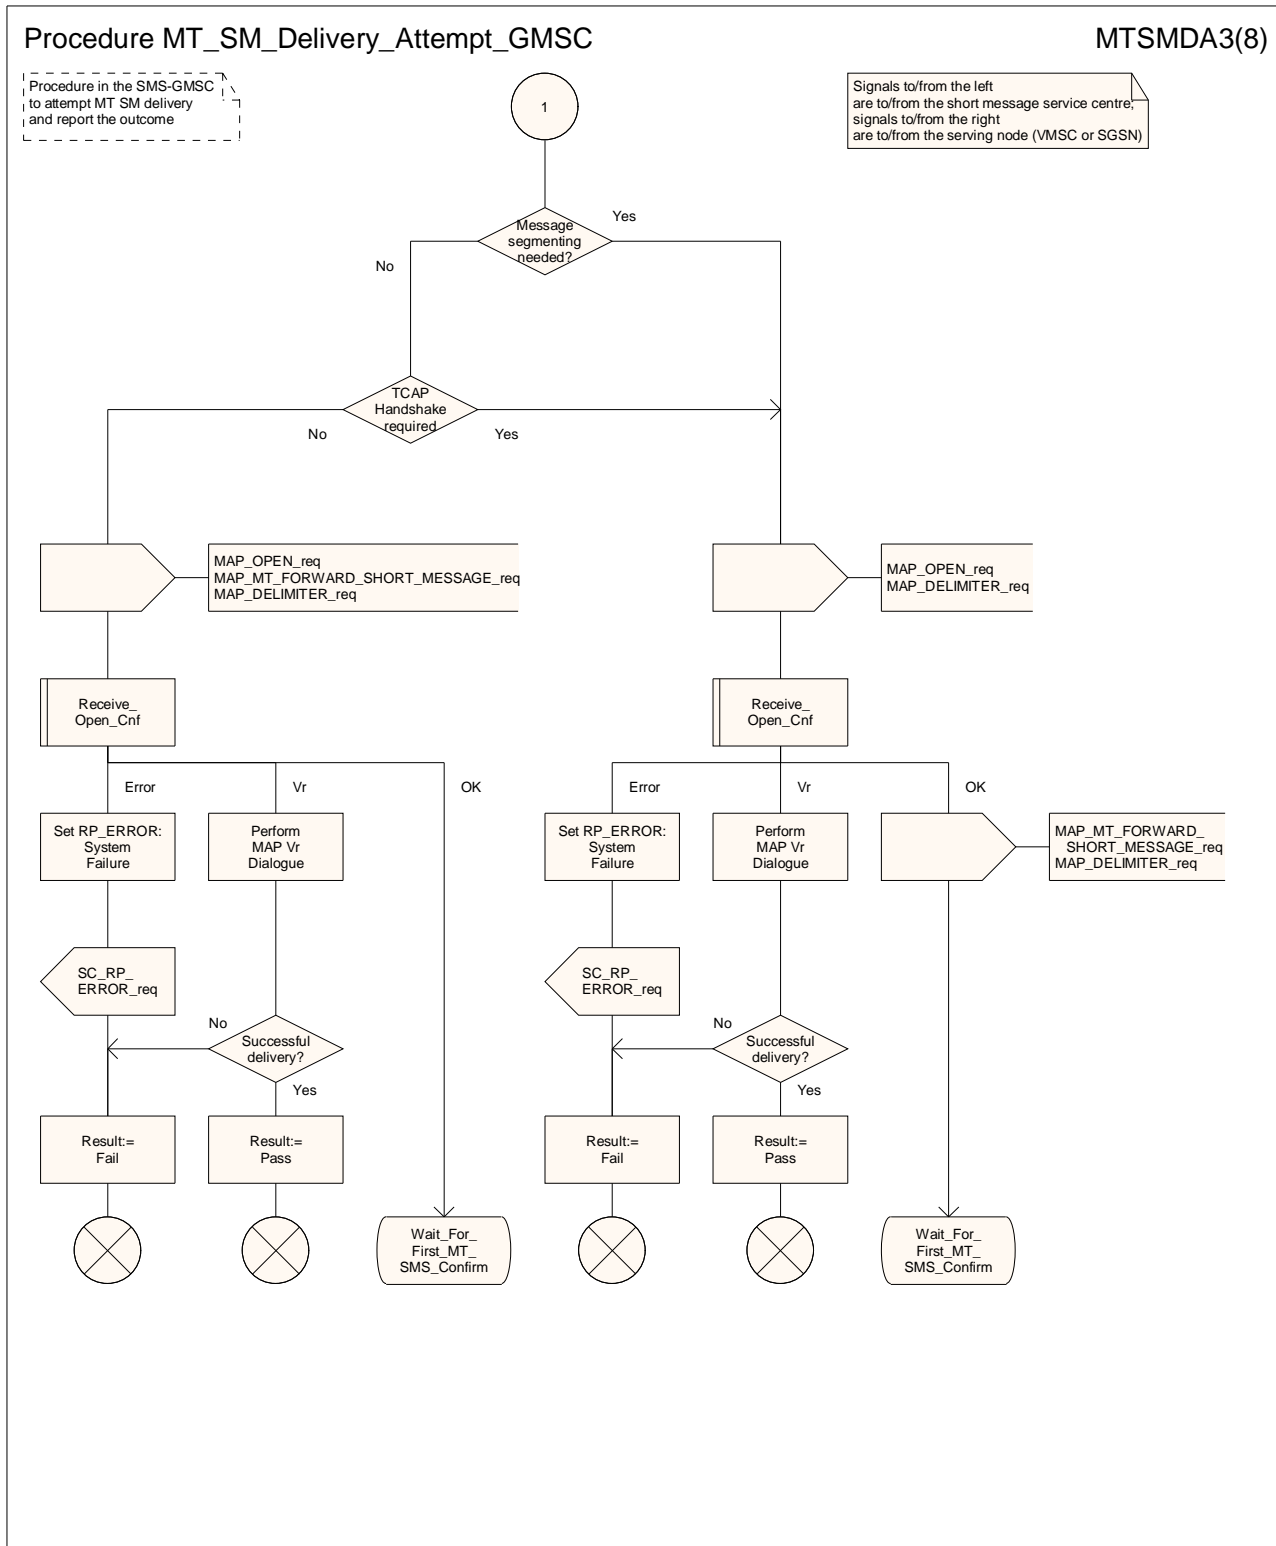 Procedure MT_SM_Delivery_Attempt_GMSC
MTSMDA3(8)
Procedure in the SMS-GMSC
to attempt MT SM delivery
and report the outcome
1
Signals to/from the left
are to/from the short message service centre;
signals to/from the right
are to/from the serving node (VMSC or SGSN)
Message
segmenting
needed?
Yes
No
TCAP
Handshake
required
No
Yes
MAP_OPEN_req
MAP_MT_FORWARD_SHORT_MESSAGE_req
MAP_DELIMITER_req
MAP_OPEN_req
MAP_DELIMITER_req
Receive_
Open_Cnf
Receive_
Open_Cnf
Error
Vr
OK
Error
Vr
OK
Set RP_ERROR:
System
Failure
Perform
MAP Vr
Dialogue
Set RP_ERROR:
System
Failure
Perform
MAP Vr
Dialogue
MAP_MT_FORWARD_
SHORT_MESSAGE_req
MAP_DELIMITER_req
SC_RP_
ERROR_req
SC_RP_
ERROR_req
No
Successful
delivery?
Yes
No
Successful
delivery?
Yes
Result:=
Fail
Result:=
Pass
Result:=
Fail
Result:=
Pass
Wait_For_
First_MT_
SMS_Confirm
Wait_For_
First_MT_
SMS_Confirm